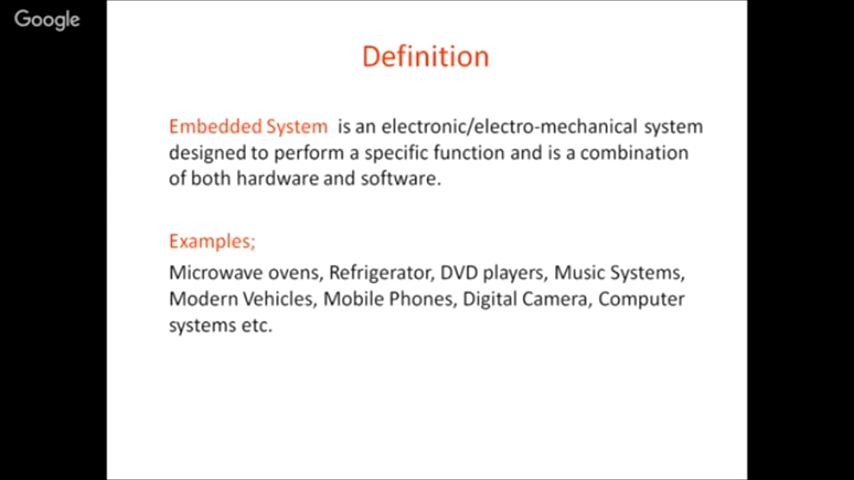 Google
Definition
Embedded System is an electronic/electro-mechanical system
designed to perform a specific function and is a combination
of both hardware and software.
Examples;
Microwave ovens, Refrigerator, DVD players, Music Systems,
Modern Vehicles, Mobile Phones, Digital Camera, Computer
systems etc.